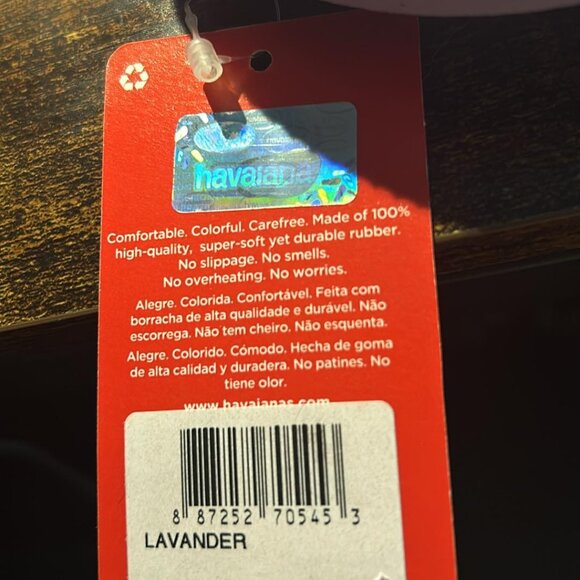 havaianas
Comfortable. Colorful. Carefree. Made of 100%
high-quality, super-soft yet durable rubber.
No slippage. No smells.
No overheating. No worries.
Alegre. Colorida. Confortável. Feita com
borracha de alta qualidade e durável. Não
escorrega. Não tem cheiro. Não esquenta.
Alegre. Colorido. Cómodo. Hecha de goma
de alta calidad y duradera. No patines. No
tiene olor.
www.havaianas.com
8 87252 70545 3
LAVANDER